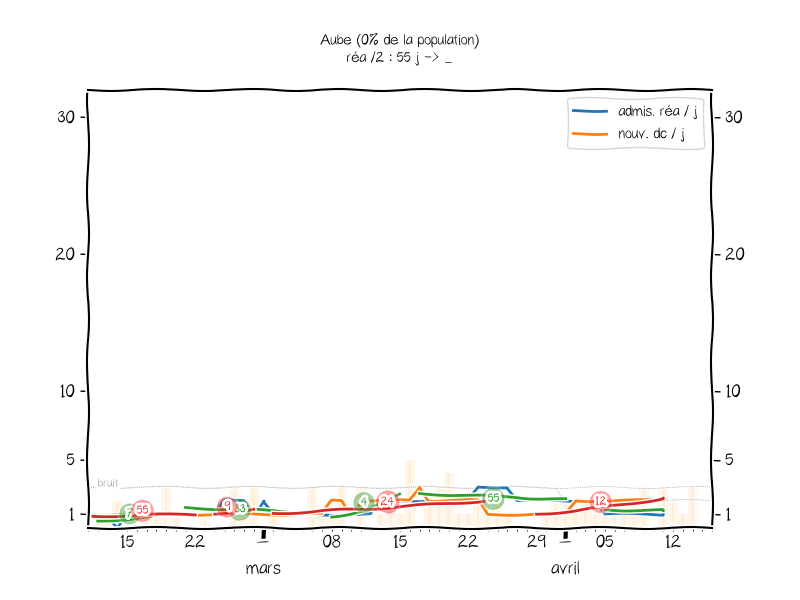 Aube (0% de la population)
réa /2 : 55 j -> _
30 30
admis. réa / j
nouv. dc / j
20 20
10 10
5 5
bruit
7 55 9 33 4 24 55 12
1 1
15 22 08 15 22 29 05 12
mars avril